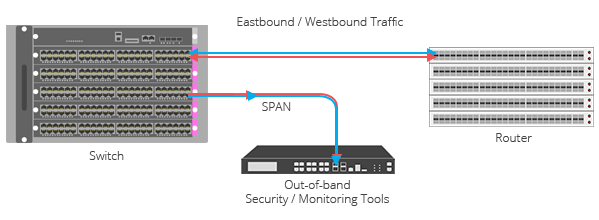 Eastbound / Westbound Traffic
SPAN
Switch
Router
Out-of-band
Security / Monitoring Tools